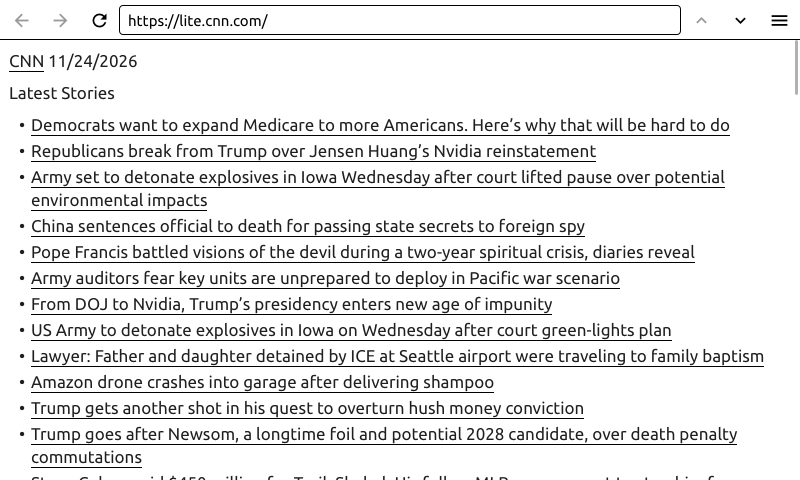 https://lite.cnn.com/
CNN 11/24/2026
Latest Stories
• Democrats want to expand Medicare to more Americans. Here’s why that will be hard to do
• Republicans break from Trump over Jensen Huang’s Nvidia reinstatement
• Army set to detonate explosives in Iowa Wednesday after court lifted pause over potential
environmental impacts
• China sentences official to death for passing state secrets to foreign spy
• Pope Francis battled visions of the devil during a two-year spiritual crisis, diaries reveal
• Army auditors fear key units are unprepared to deploy in Pacific war scenario
• From DOJ to Nvidia, Trump’s presidency enters new age of impunity
• US Army to detonate explosives in Iowa on Wednesday after court green-lights plan
• Lawyer: Father and daughter detained by ICE at Seattle airport were traveling to family baptism
• Amazon drone crashes into garage after delivering shampoo
• Trump gets another shot in his quest to overturn hush money conviction
• Trump goes after Newsom, a longtime foil and potential 2028 candidate, over death penalty
commutations